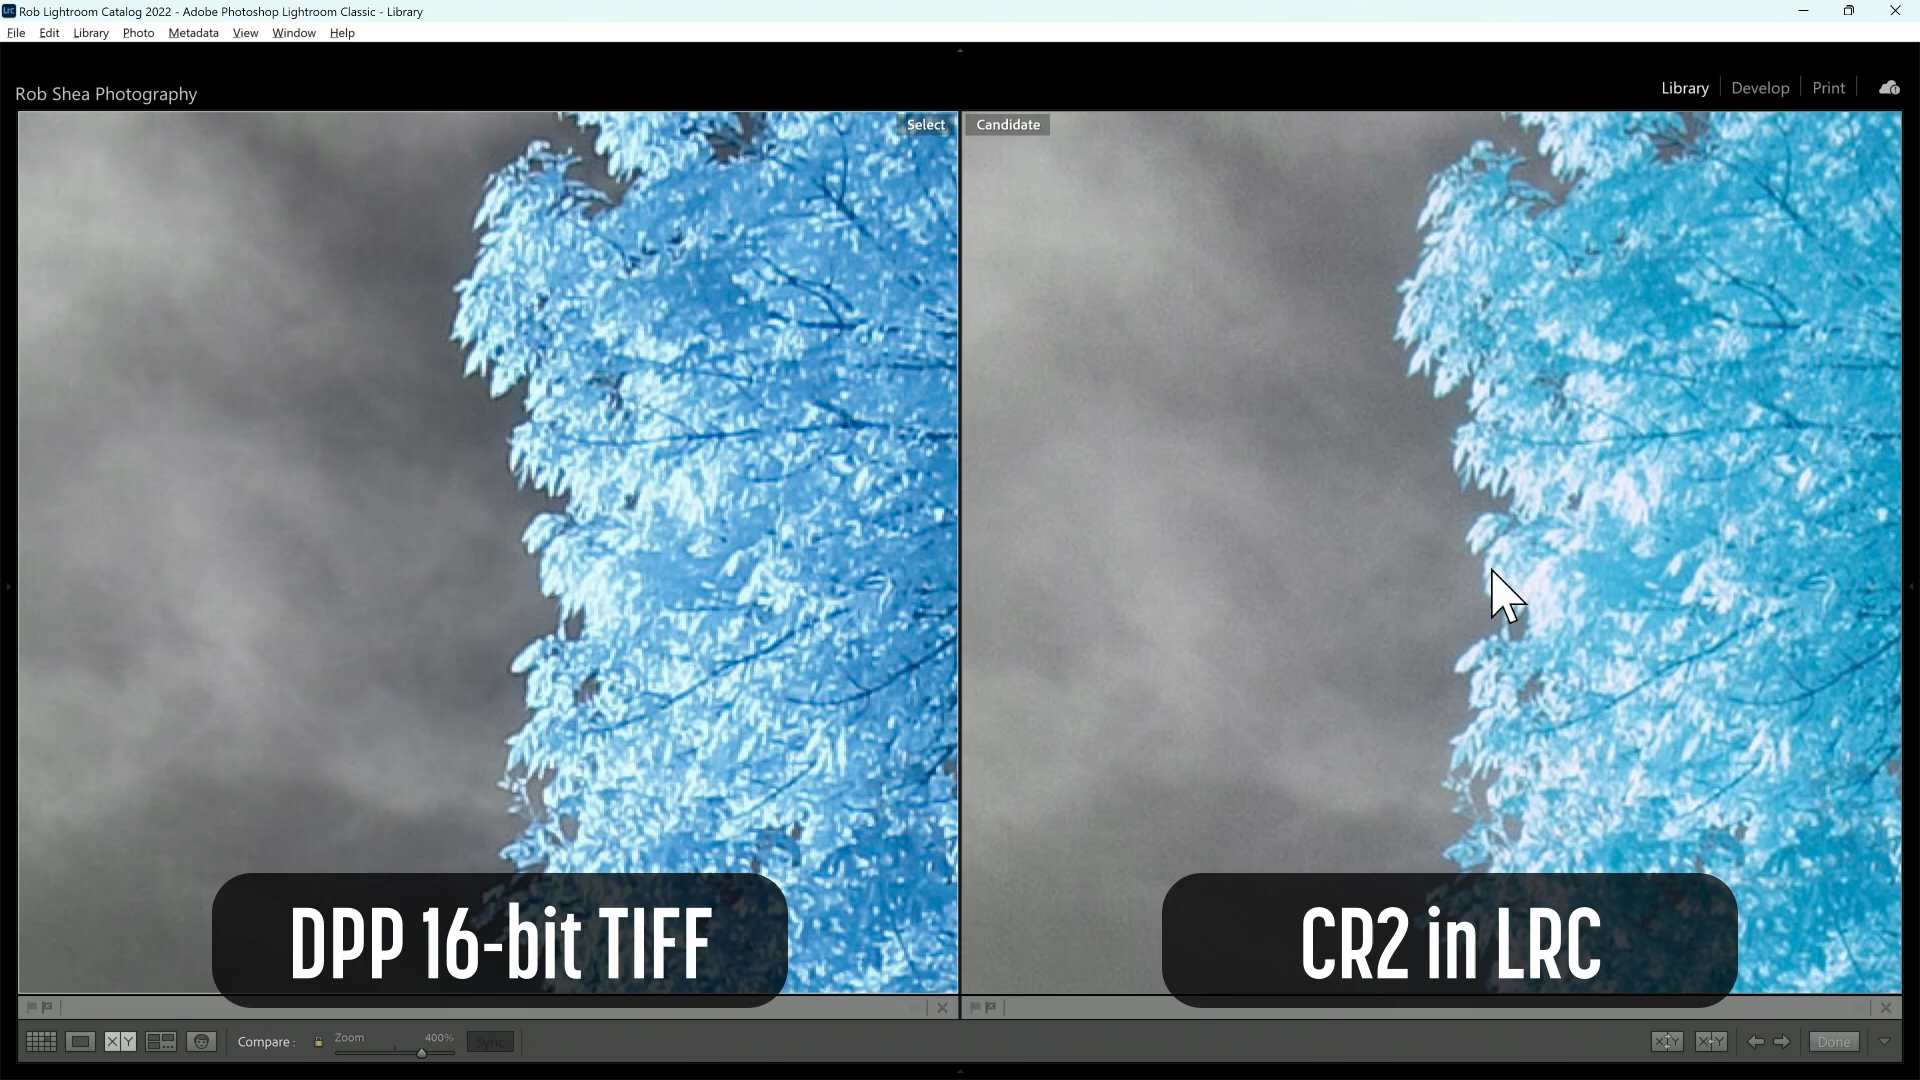 Lrc Rob Lightroom Catalog 2022 - Adobe Photoshop Lightroom Classic - Library
File Edit Library Photo Metadata View Window Help
Rob Shea Photography
Library Develop Print
Select
Candidate
DPP 16-bit TIFF
CR2 in LRC
X Y
Compare :
Zoom
400%
Sync
X Y
X Y
Done